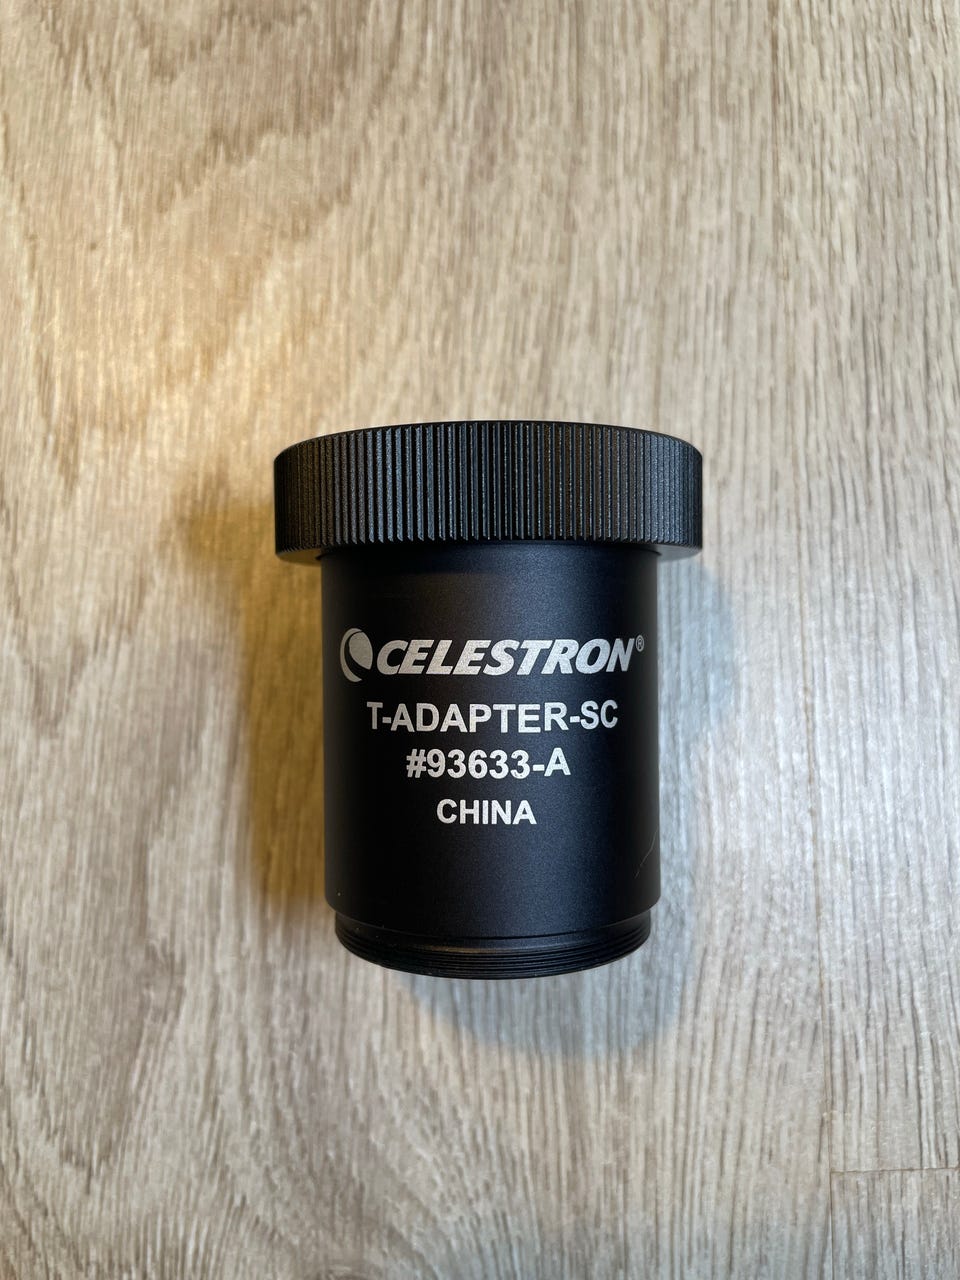 CELESTRON®
T-ADAPTER-SC
#93633-A
CHINA